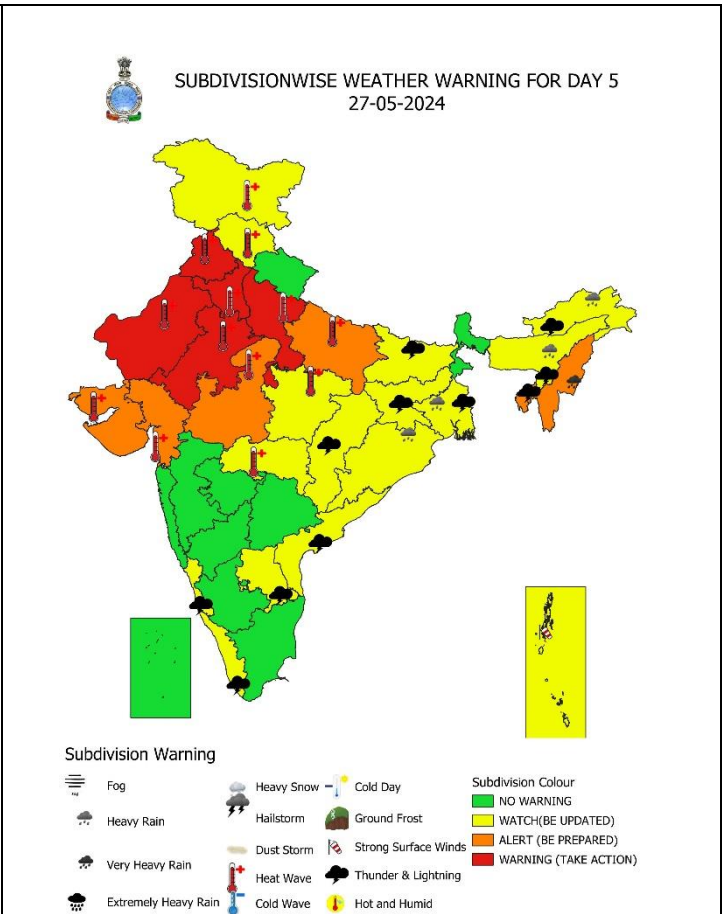 SUBDIVISIONWISE WEATHER WARNING FOR DAY 5
27-05-2024
Subdivision Warning
Fog
Heavy Rain
Very Heavy Rain
Extremely Heavy Rain
Heavy Snow
Hailstorm
Dust Storm
Heat Wave
Cold Wave
Cold Day
Ground Frost
Strong Surface Winds
Thunder & Lightning
Hot and Humid
Subdivision Colour
NO WARNING
WATCH(BE UPDATED)
ALERT (BE PREPARED)
WARNING (TAKE ACTION)